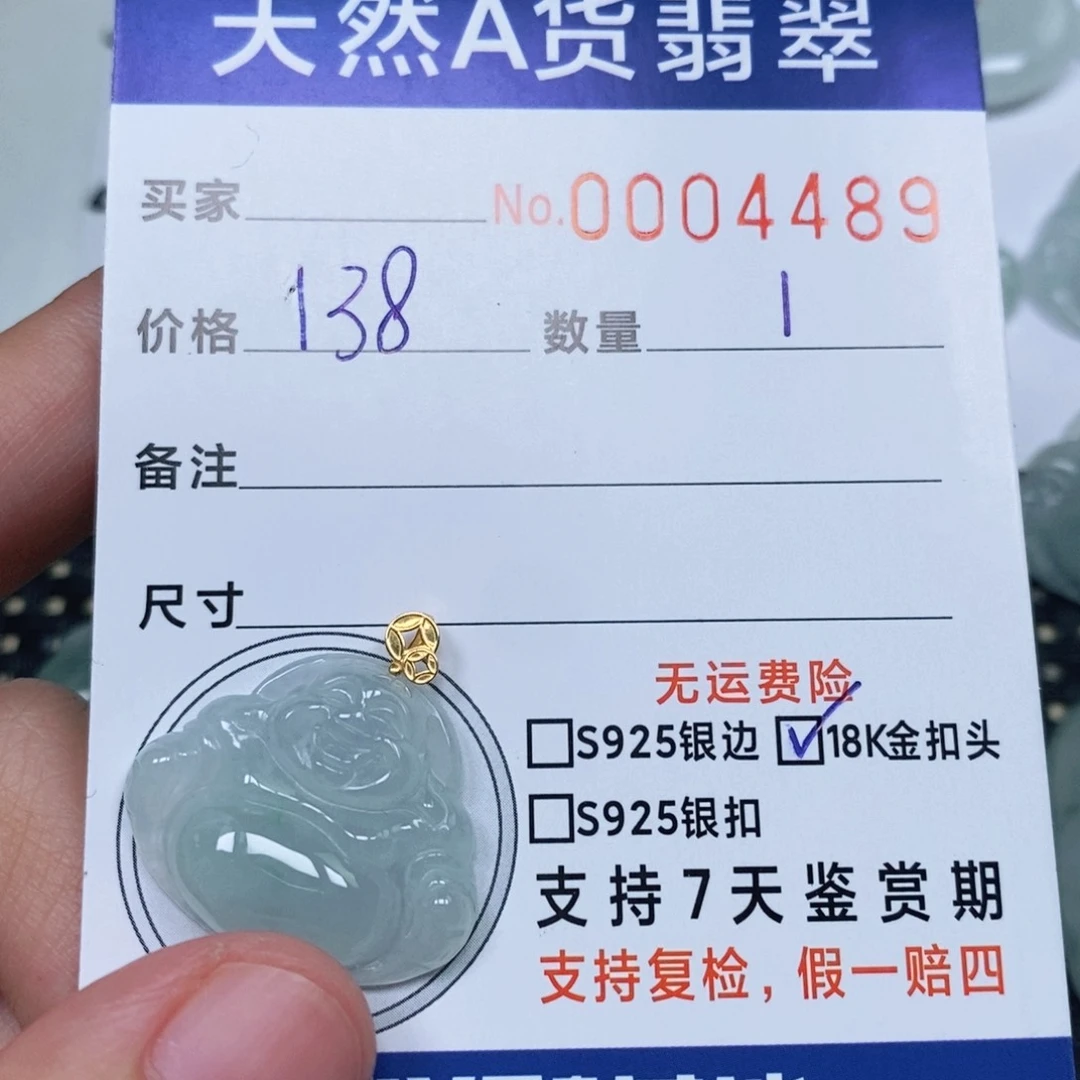 天然A货翡翠
买家 No.0004489
价格 138 数量 1
备注
尺寸
无运费险
□S925银边 ☑18K金扣头
□S925银扣
支持7天鉴赏期
支持复检，假一赔四